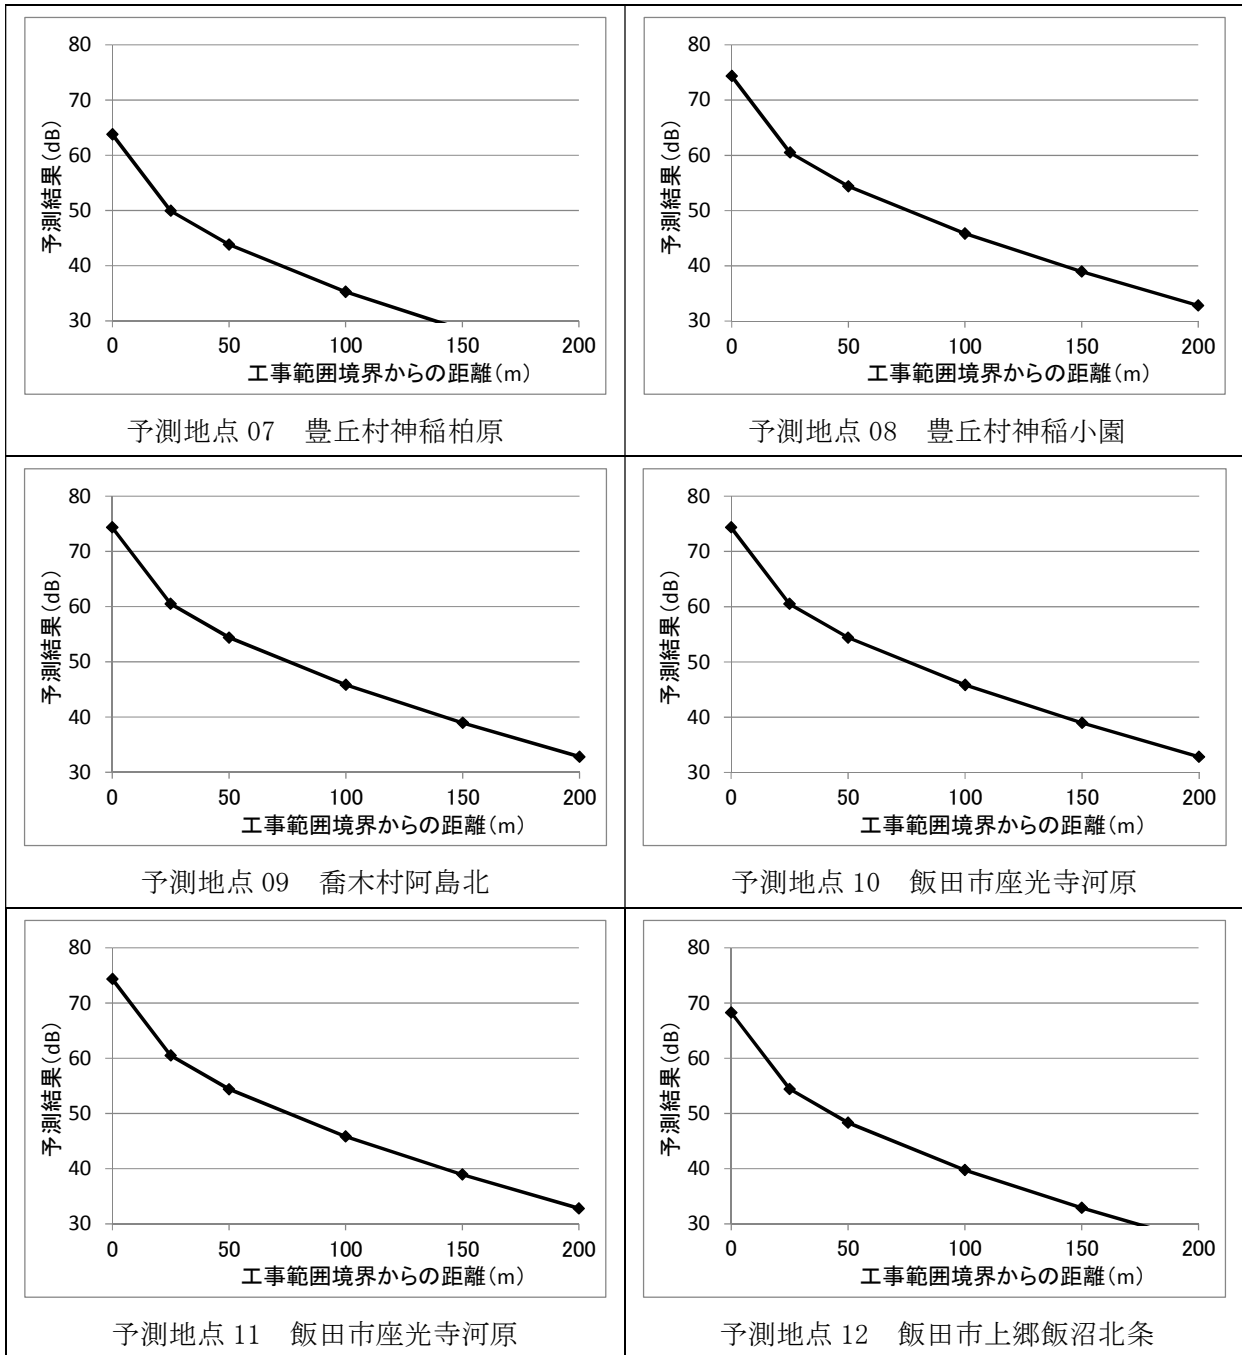 80
70
60
50
40
30
予測結果(dB)
0 50 100 150 200
工事範囲境界からの距離(m)
予測地点 07 豊丘村神稲柏原
80
70
60
50
40
30
予測結果(dB)
0 50 100 150 200
工事範囲境界からの距離(m)
予測地点 08 豊丘村神稲小園
80
70
60
50
40
30
予測結果(dB)
0 50 100 150 200
工事範囲境界からの距離(m)
予測地点 09 喬木村阿島北
80
70
60
50
40
30
予測結果(dB)
0 50 100 150 200
工事範囲境界からの距離(m)
予測地点 10 飯田市座光寺河原
80
70
60
50
40
30
予測結果(dB)
0 50 100 150 200
工事範囲境界からの距離(m)
予測地点 11 飯田市座光寺河原
80
70
60
50
40
30
予測結果(dB)
0 50 100 150 200
工事範囲境界からの距離(m)
予測地点 12 飯田市上郷飯沼北条